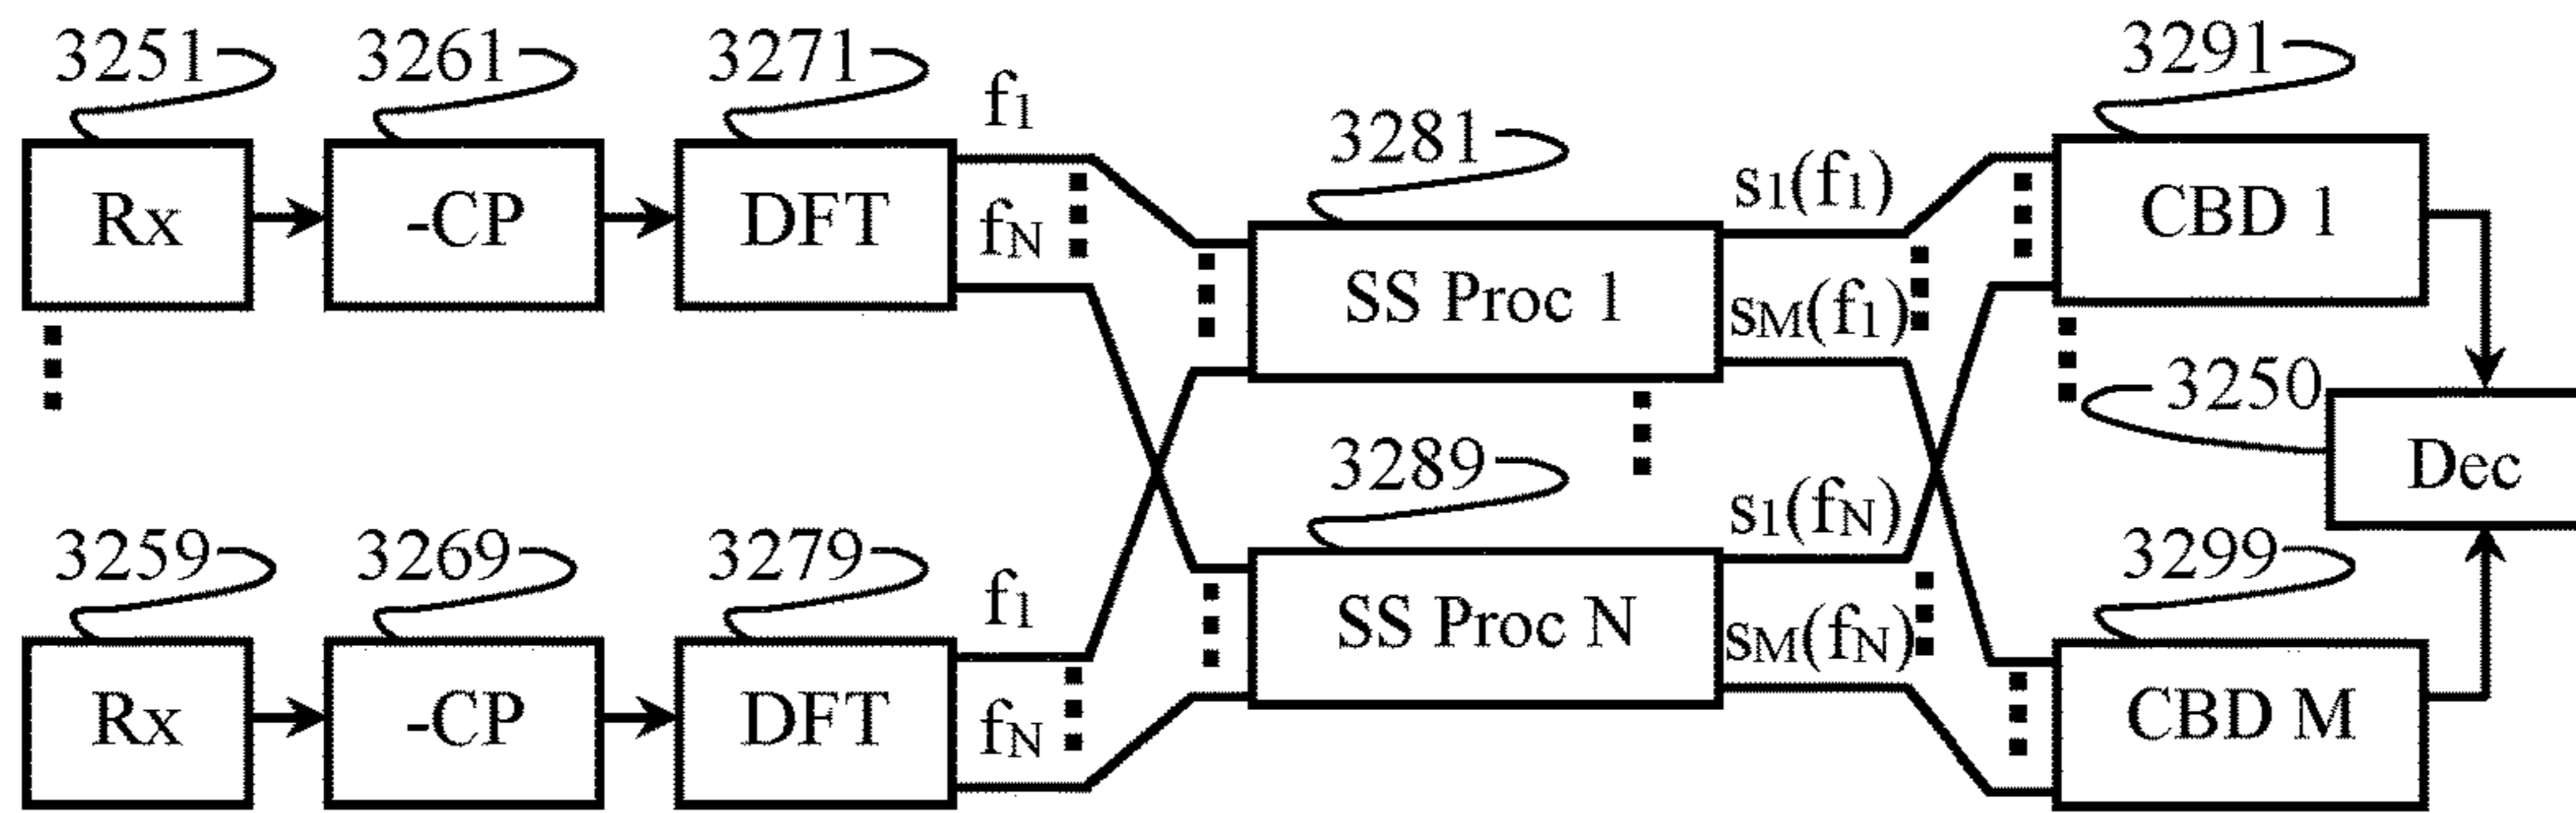 3251 3261 3271 3291
f1 3281
Rx -CP DFT s1(f1) CBD 1
fN SS Proc 1 sM(f1)
3250
3289 Dec
3259 3269 3279 s1(fN) 3299
f1 SS Proc N sM(fN)
Rx -CP DFT fN CBD M